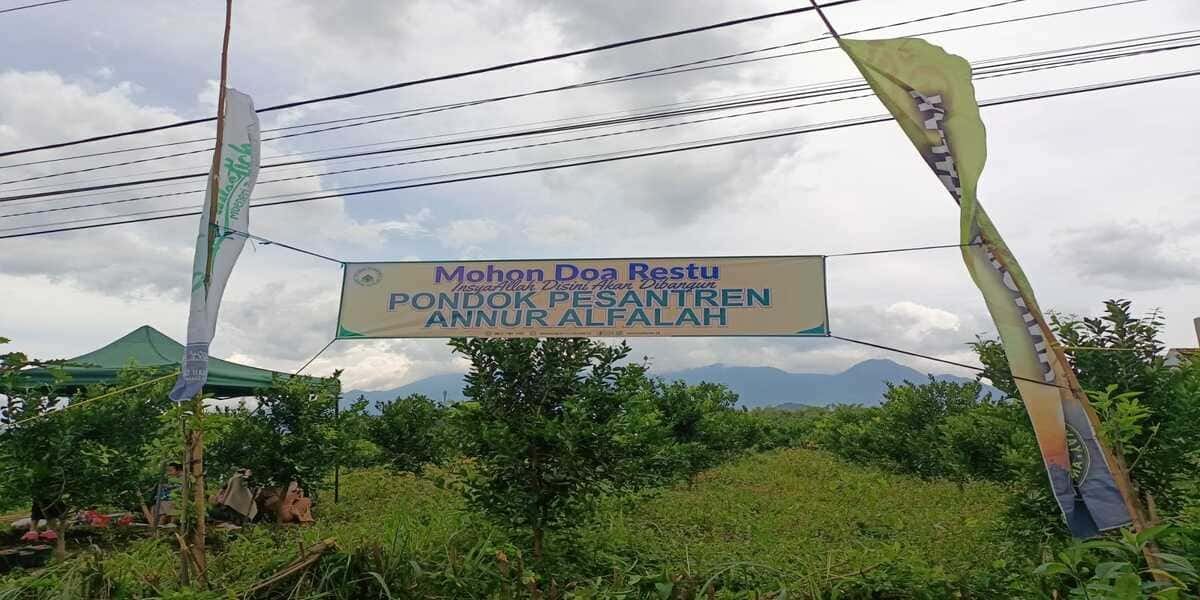 Mohon Doa Restu
InsyaAllah Disini Akan Dibangun
PONDOK PESANTREN
ANNUR ALFALAH